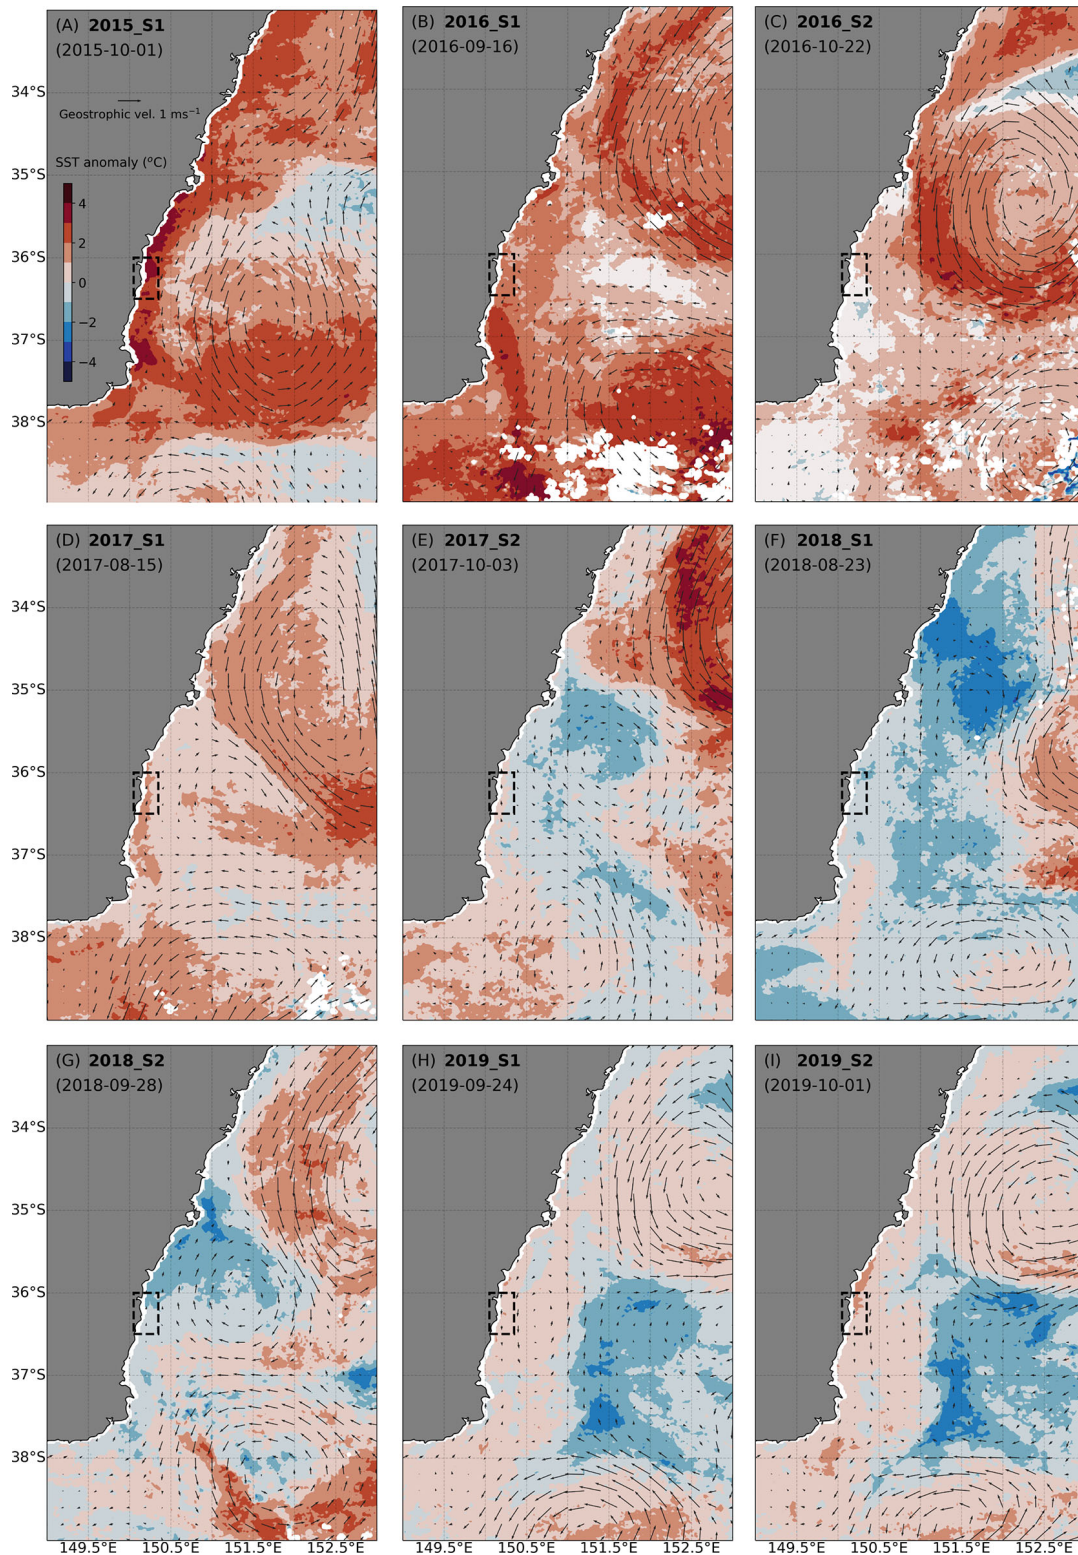 (A) 2015_S1
(2015-10-01)
Geostrophic vel. 1 ms⁻¹
SST anomaly (°C)
4
2
0
−2
−4
34°S
35°S
36°S
37°S
38°S
(B) 2016_S1
(2016-09-16)
(C) 2016_S2
(2016-10-22)
(D) 2017_S1
(2017-08-15)
34°S
35°S
36°S
37°S
38°S
(E) 2017_S2
(2017-10-03)
(F) 2018_S1
(2018-08-23)
(G) 2018_S2
(2018-09-28)
34°S
35°S
36°S
37°S
38°S
(H) 2019_S1
(2019-09-24)
(I) 2019_S2
(2019-10-01)
149.5°E 150.5°E 151.5°E 152.5°E
149.5°E 150.5°E 151.5°E 152.5°E
149.5°E 150.5°E 151.5°E 152.5°E